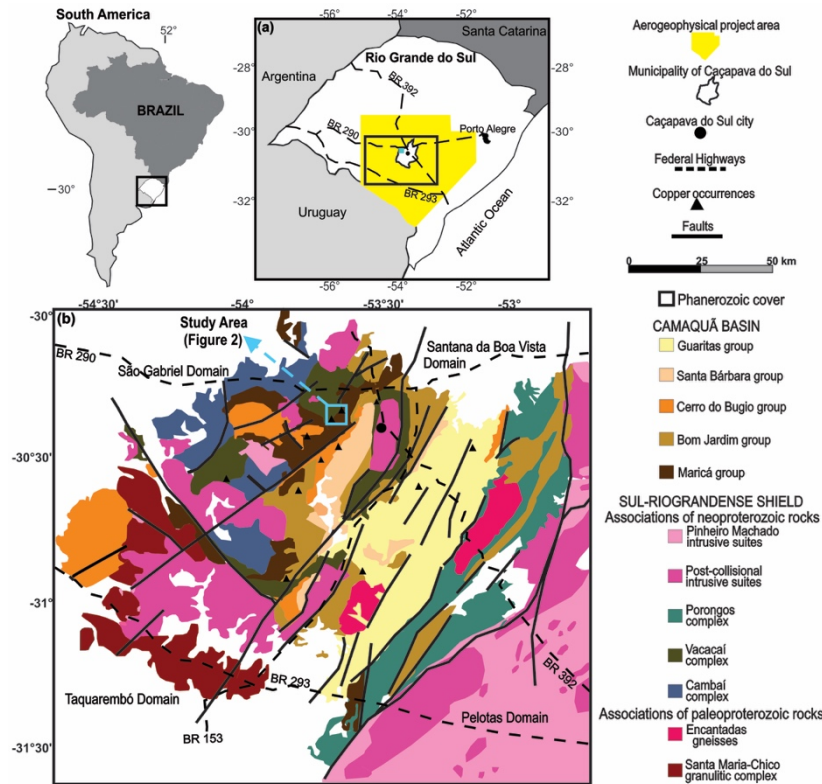 South America
52°
BRAZIL
-30°
(a)
-56°
-54°
-52°
Santa Catarina
Rio Grande do Sul
-28°
Argentina
BR 392
BR 290
Porto Alegre
-30°
-30°
BR 293
-32°
-32°
Uruguay
Atlantic Ocean
-56°
-54°
-52°
Aerogeophysical project area
Municipality of Caçapava do Sul
Caçapava do Sul city
Federal Highways
Copper occurrences
Faults
0 25 50 km
Phanerozoic cover
CAMAQUÃ BASIN
Guaritas group
Santa Bárbara group
Cerro do Bugio group
Bom Jardim group
Maricá group
SUL-RIOGRANDENSE SHIELD
Associations of neoproterozoic rocks
Pinheiro Machado
intrusive suites
Post-collisional
intrusive suites
Porongos
complex
Vacacaí
complex
Cambaí
complex
Associations of paleoproterozoic rocks
Encantadas
gneisses
Santa Maria-Chico
granulitic complex
-54°30
-54°
-53°30
-53°
-30°
(b)
Study Area
(Figure 2)
BR 290
São Gabriel Domain
Santana da Boa Vista
Domain
-30°30'
-31°
BR 293
BR 392
Taquarembó Domain
Pelotas Domain
BR 153
-31°30'